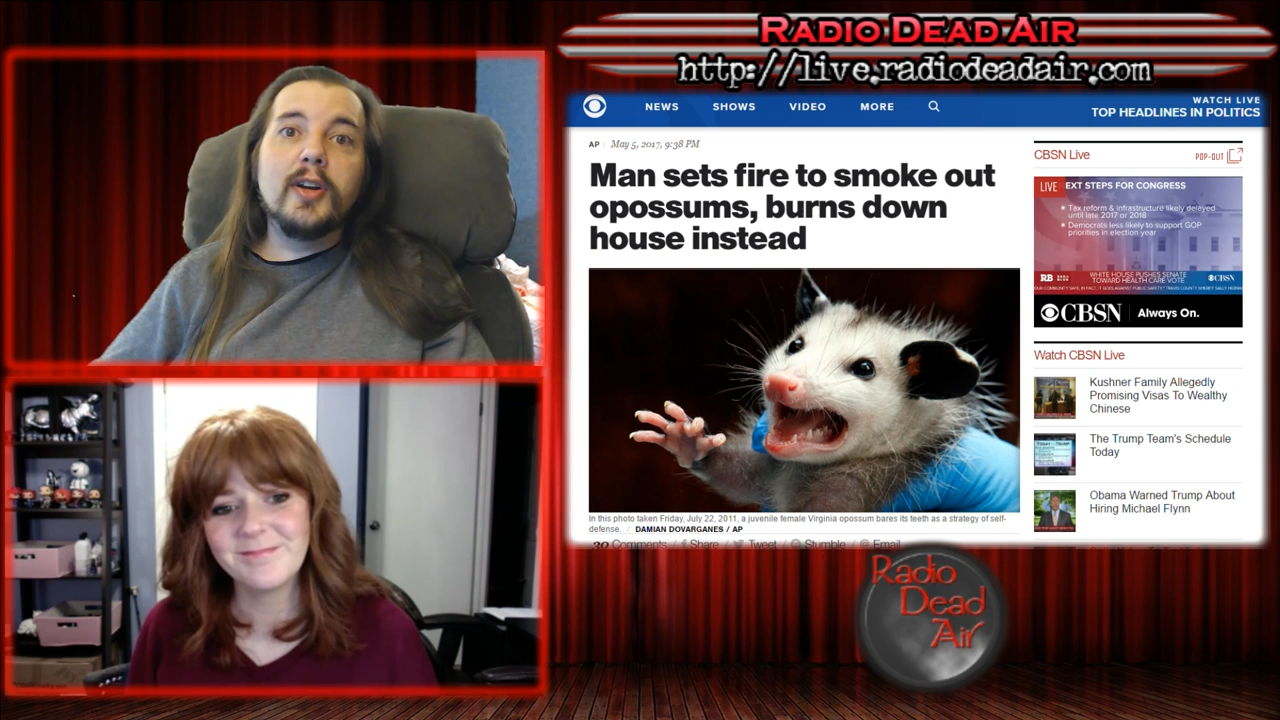 RADIO DEAD AIR
http://live.radiodeadair.com
NEWS SHOWS VIDEO MORE
WATCH LIVE
TOP HEADLINES IN POLITICS
AP May 5, 2017, 9:38 PM
Man sets fire to smoke out
opossums, burns down
house instead
In this photo taken Friday, July 22, 2011, a juvenile female Virginia opossum bares its teeth as a strategy of self-
defense. / DAMIAN DOVARGANES / AP
30 Comments / Share / Tweet / Stumble / Email
CBSN Live
POP-OUT
LIVE EXT STEPS FOR CONGRESS
Tax reform & infrastructure likely delayed
until late 2017 or 2018
Democrats less likely to support GOP
priorities in election year
WHITE HOUSE PUSHES SENATE
TOWARD HEALTH CARE VOTE
CBSN
CBSN Always On.
Watch CBSN Live
Kushner Family Allegedly
Promising Visas To Wealthy
Chinese
The Trump Team's Schedule
Today
Obama Warned Trump About
Hiring Michael Flynn
Radio
Dead
Air